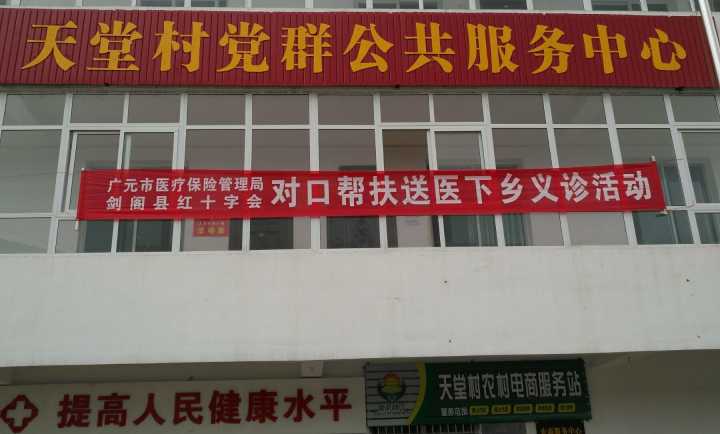 天堂村党群公共服务中心
广元市医疗保险管理局
剑阁县红十字会
对口帮扶送医下乡义诊活动
提高人民健康水平
天堂村农村电商服务站